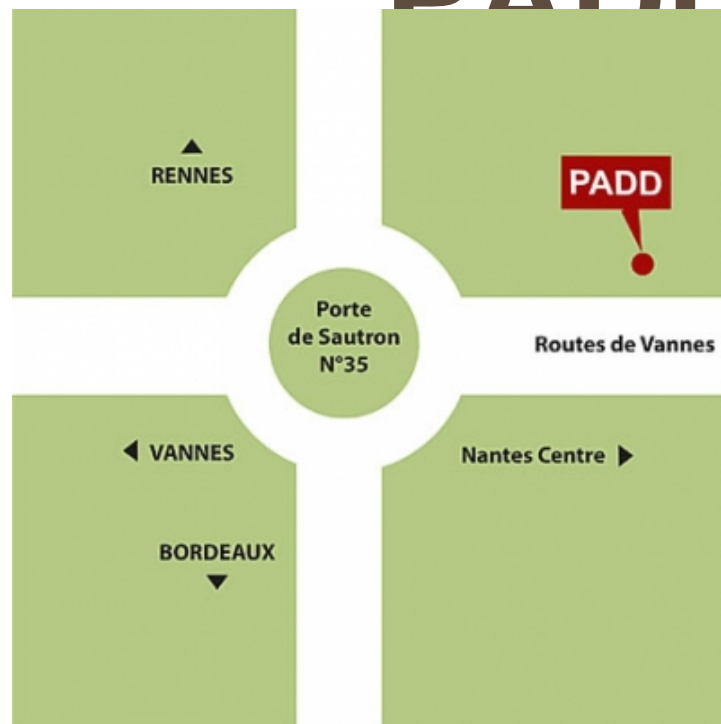 RENNES
PADD
Porte
de Sautron
N°35
Routes de Vannes
VANNES
Nantes Centre
BORDEAUX